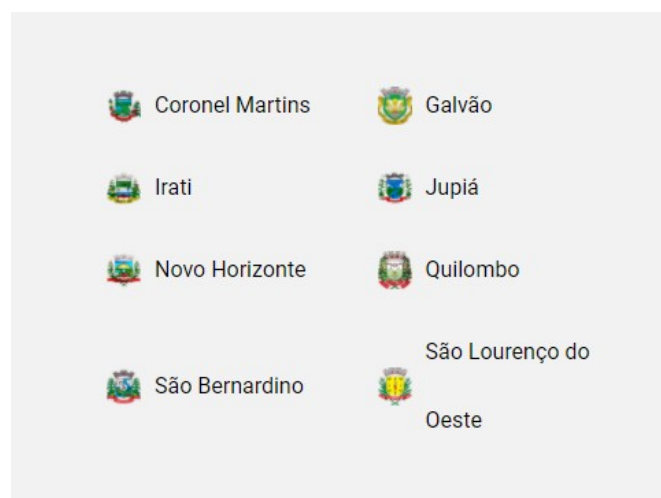 Coronel Martins
Galvão
Irati
Jupiá
Novo Horizonte
Quilombo
São Bernardino
São Lourenço do
Oeste